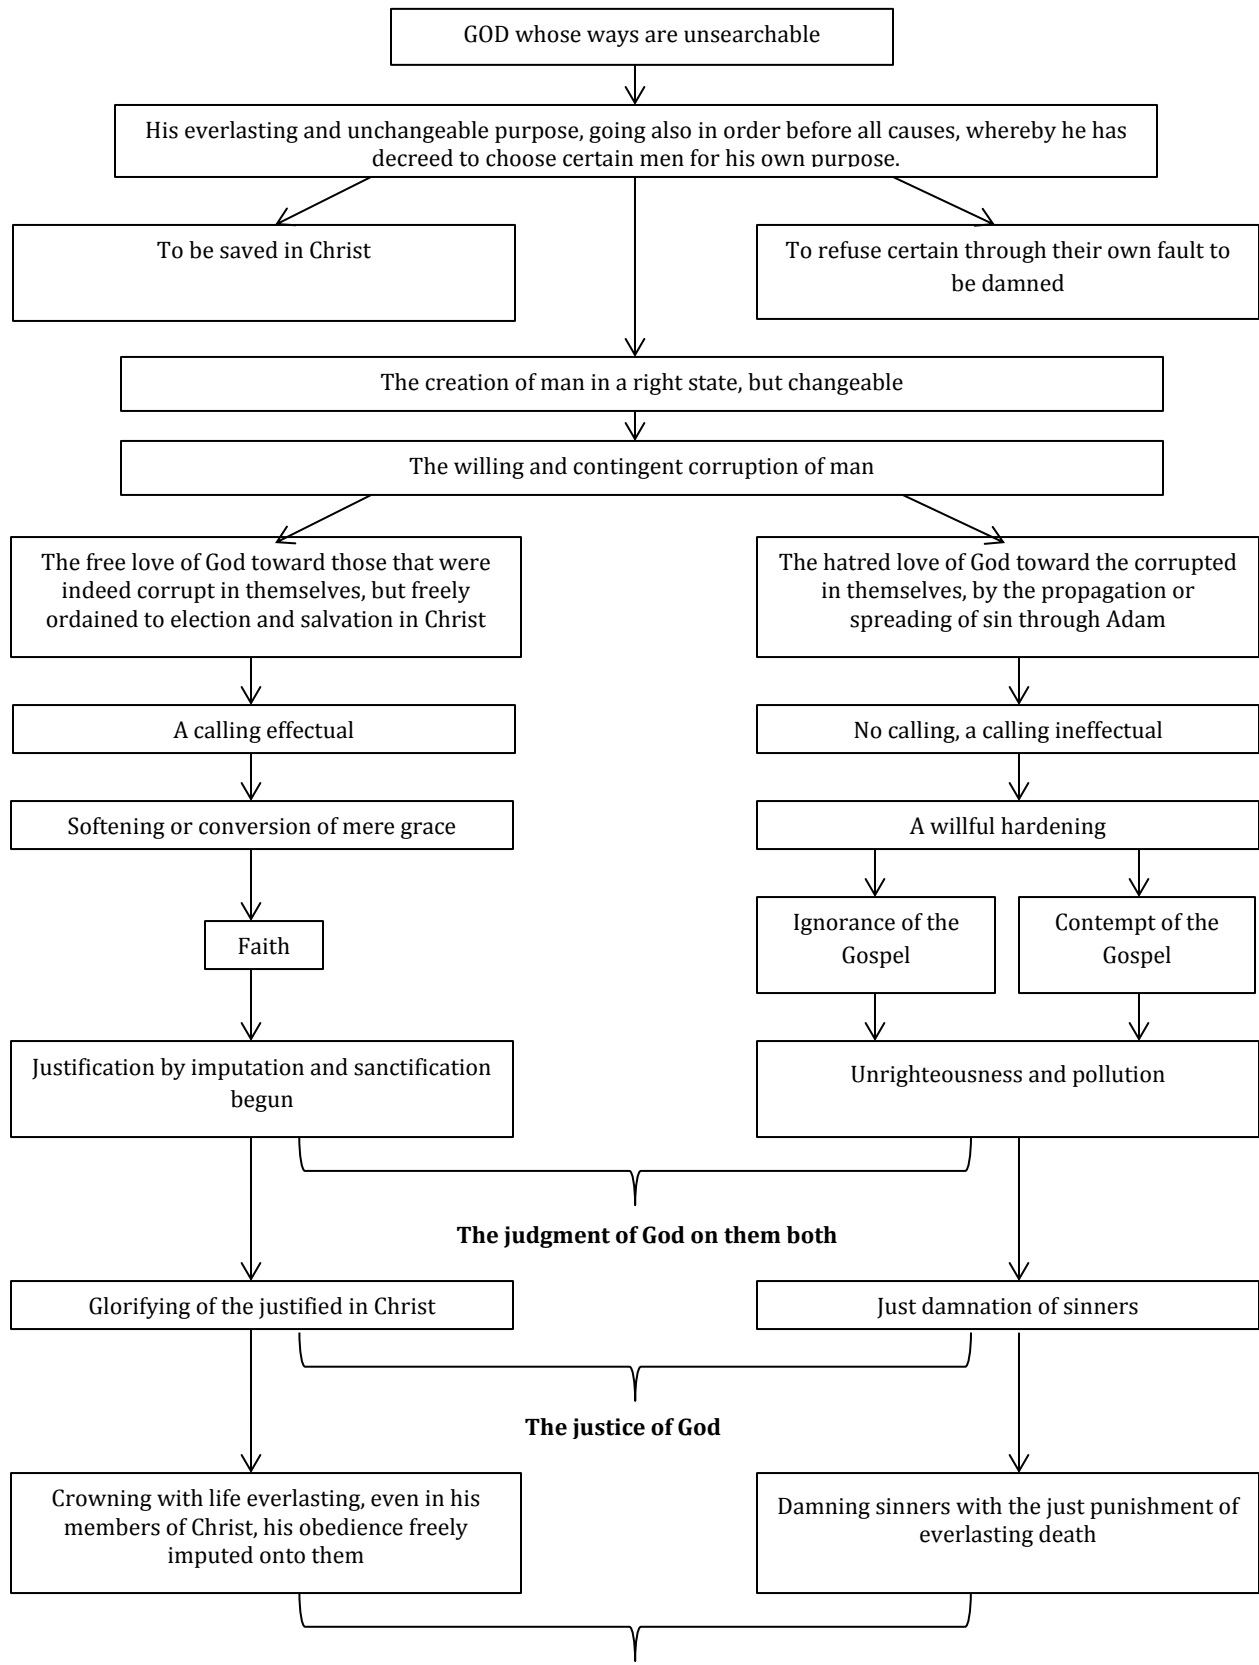 GOD whose ways are unsearchable
His everlasting and unchangeable purpose, going also in order before all causes, whereby he has
decreed to choose certain men for his own purpose.
To be saved in Christ
To refuse certain through their own fault to
be damned
The creation of man in a right state, but changeable
The willing and contingent corruption of man
The free love of God toward those that were
indeed corrupt in themselves, but freely
ordained to election and salvation in Christ
The hatred love of God toward the corrupted
in themselves, by the propagation or
spreading of sin through Adam
A calling effectual
No calling, a calling ineffectual
Softening or conversion of mere grace
A willful hardening
Ignorance of the
Gospel
Contempt of the
Gospel
Faith
Justification by imputation and sanctification
begun
Unrighteousness and pollution
The judgment of God on them both
Glorifying of the justified in Christ
Just damnation of sinners
The justice of God
Crowning with life everlasting, even in his
members of Christ, his obedience freely
imputed onto them
Damning sinners with the just punishment of
everlasting death